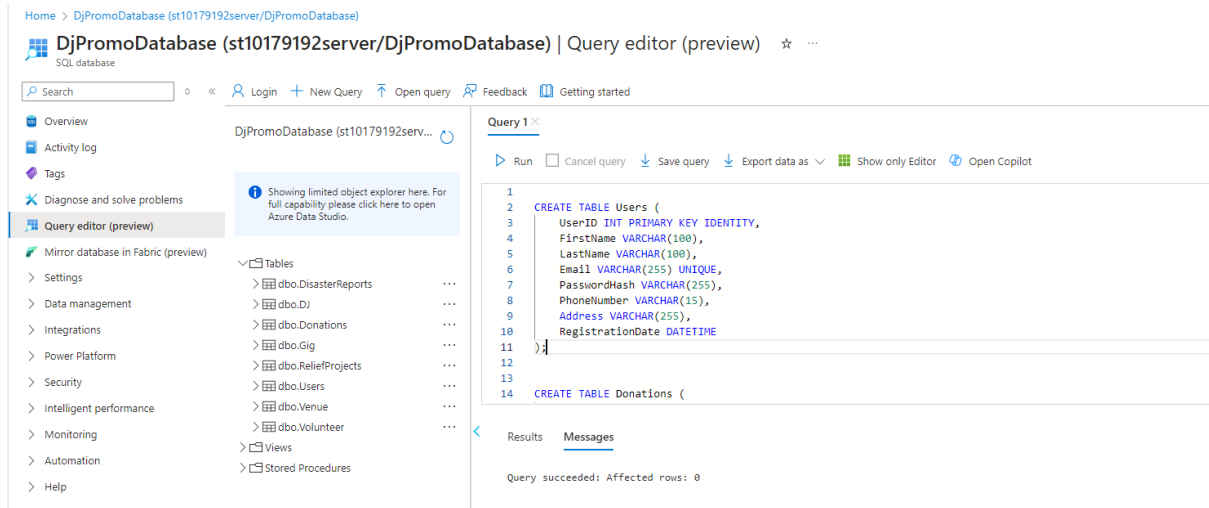 Home > DjPromoDatabase (st10179192server/DjPromoDatabase)
DjPromoDatabase (st10179192server/DjPromoDatabase) | Query editor (preview)
SQL database
Search
Login
New Query
Open query
Feedback
Getting started
Overview
Activity log
Tags
Diagnose and solve problems
Query editor (preview)
Mirror database in Fabric (preview)
Settings
Data management
Integrations
Power Platform
Security
Intelligent performance
Monitoring
Automation
Help
DjPromoDatabase (st10179192serv...
Showing limited object explorer here. For
full capability please click here to open
Azure Data Studio.
Tables
dbo.DisasterReports
dbo.DJ
dbo.Donations
dbo.Gig
dbo.ReliefProjects
dbo.Users
dbo.Venue
dbo.Volunteer
Views
Stored Procedures
Query 1
Run
Cancel query
Save query
Export data as
Show only Editor
Open Copilot
1
2 CREATE TABLE Users (
3 UserID INT PRIMARY KEY IDENTITY,
4 FirstName VARCHAR(100),
5 LastName VARCHAR(100),
6 Email VARCHAR(255) UNIQUE,
7 PasswordHash VARCHAR(255),
8 PhoneNumber VARCHAR(15),
9 Address VARCHAR(255),
10 RegistrationDate DATETIME
11 );
12
13
14 CREATE TABLE Donations (
Results
Messages
Query succeeded: Affected rows: 0